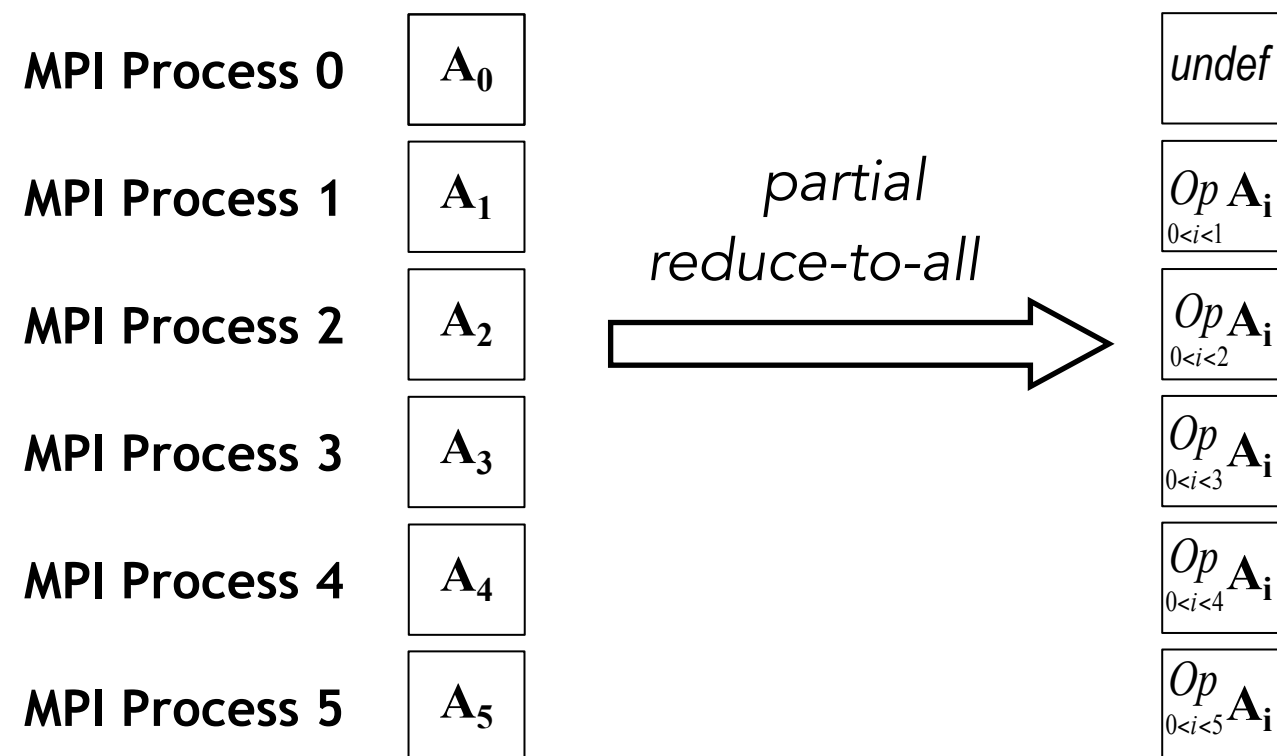 MPI Process 0 A₀ undef
MPI Process 1 A₁ Op Aᵢ
0<i<1
partial
reduce-to-all
MPI Process 2 A₂ Op Aᵢ
0<i<2
MPI Process 3 A₃ Op Aᵢ
0<i<3
MPI Process 4 A₄ Op Aᵢ
0<i<4
MPI Process 5 A₅ Op Aᵢ
0<i<5